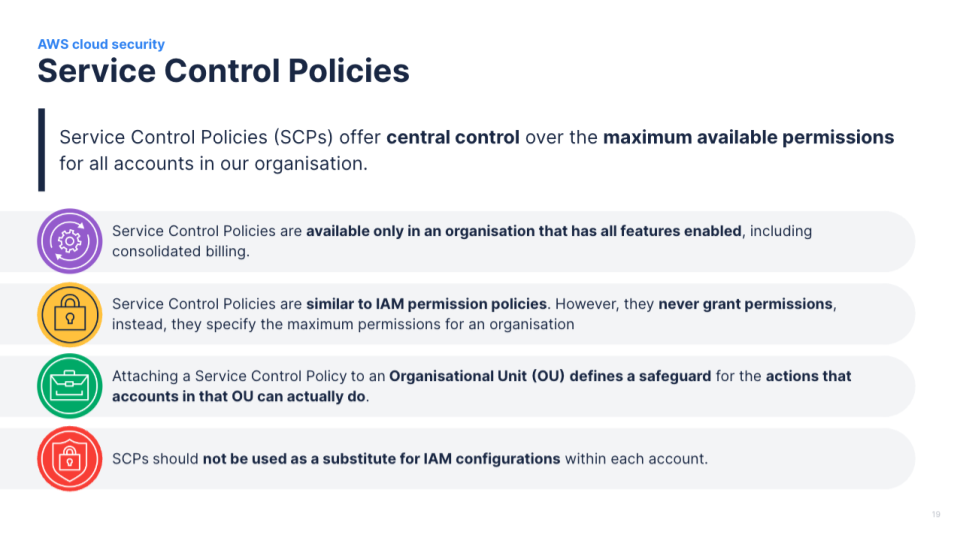 AWS cloud security
Service Control Policies
Service Control Policies (SCPs) offer central control over the maximum available permissions
for all accounts in our organisation.
Service Control Policies are available only in an organisation that has all features enabled, including
consolidated billing.
Service Control Policies are similar to IAM permission policies. However, they never grant permissions,
instead, they specify the maximum permissions for an organisation
Attaching a Service Control Policy to an Organisational Unit (OU) defines a safeguard for the actions that
accounts in that OU can actually do.
SCPs should not be used as a substitute for IAM configurations within each account.
19